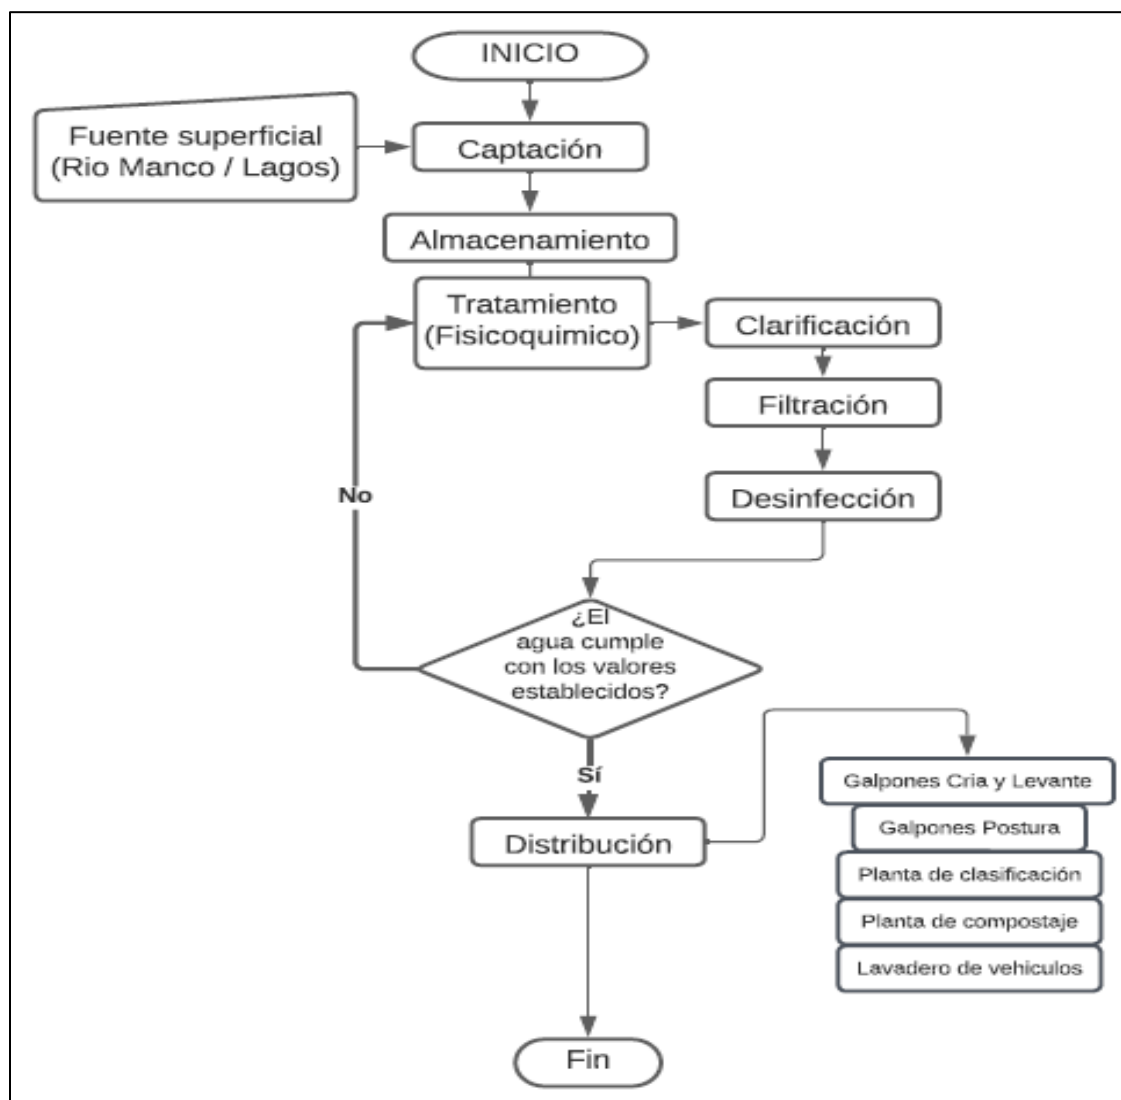 INICIO
Fuente superficial
(Rio Manco / Lagos)
Captación
Almacenamiento
Tratamiento
(Fisicoquimico)
Clarificación
Filtración
Desinfección
No
¿El
agua cumple
con los valores
establecidos?
Sí
Distribución
Galpones Cria y Levante
Galpones Postura
Planta de clasificación
Planta de compostaje
Lavadero de vehiculos
Fin